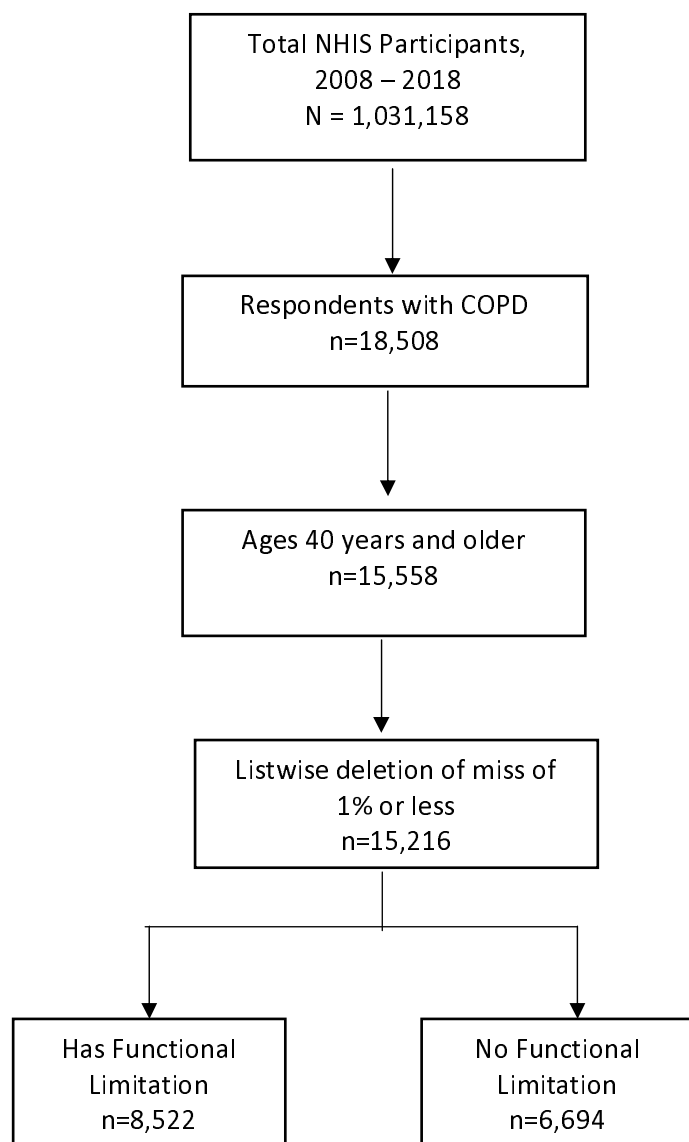 Total NHIS Participants,
2008 – 2018
N = 1,031,158
Respondents with COPD
n=18,508
Ages 40 years and older
n=15,558
Listwise deletion of miss of
1% or less
n=15,216
Has Functional
Limitation
n=8,522
No Functional
Limitation
n=6,694